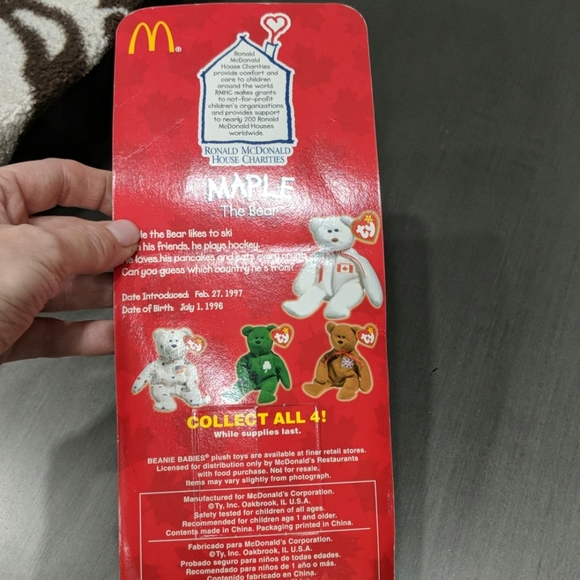 M
Ronald
McDonald
House Charities
provide comfort and
care to children
around the world.
RMHC makes grants
to not-for-profit
children's organizations
and provides support
to nearly 200 Ronald
McDonald Houses
worldwide.
RONALD MCDONALD
HOUSE CHARITIES
MAPLE
The Bear
the Bear likes to ski
his friends, he plays hockey.
loves his pancakes and eats every crumb
Can you guess which country he's from?
Date Introduced: Feb. 27, 1997
Date of Birth: July 1, 1996
ty
ty
ty
ty
COLLECT ALL 4!
While supplies last.
BEANIE BABIES® plush toys are available at finer retail stores.
Licensed for distribution only by McDonald's Restaurants
with food purchase. Not for resale.
Items may vary slightly from photograph.
Manufactured for McDonald's Corporation.
©Ty, Inc. Oakbrook, IL U.S.A.
Safety tested for children of all ages.
Recommended for children age 1 and older.
Contents made in China. Packaging printed in China.
Fabricado para McDonald's Corporation.
©Ty, Inc. Oakbrook, IL U.S.A.
Probado seguro para niños de todas edades.
Recomendado para niños de 1 año o más.
Contenido fabricado en China.